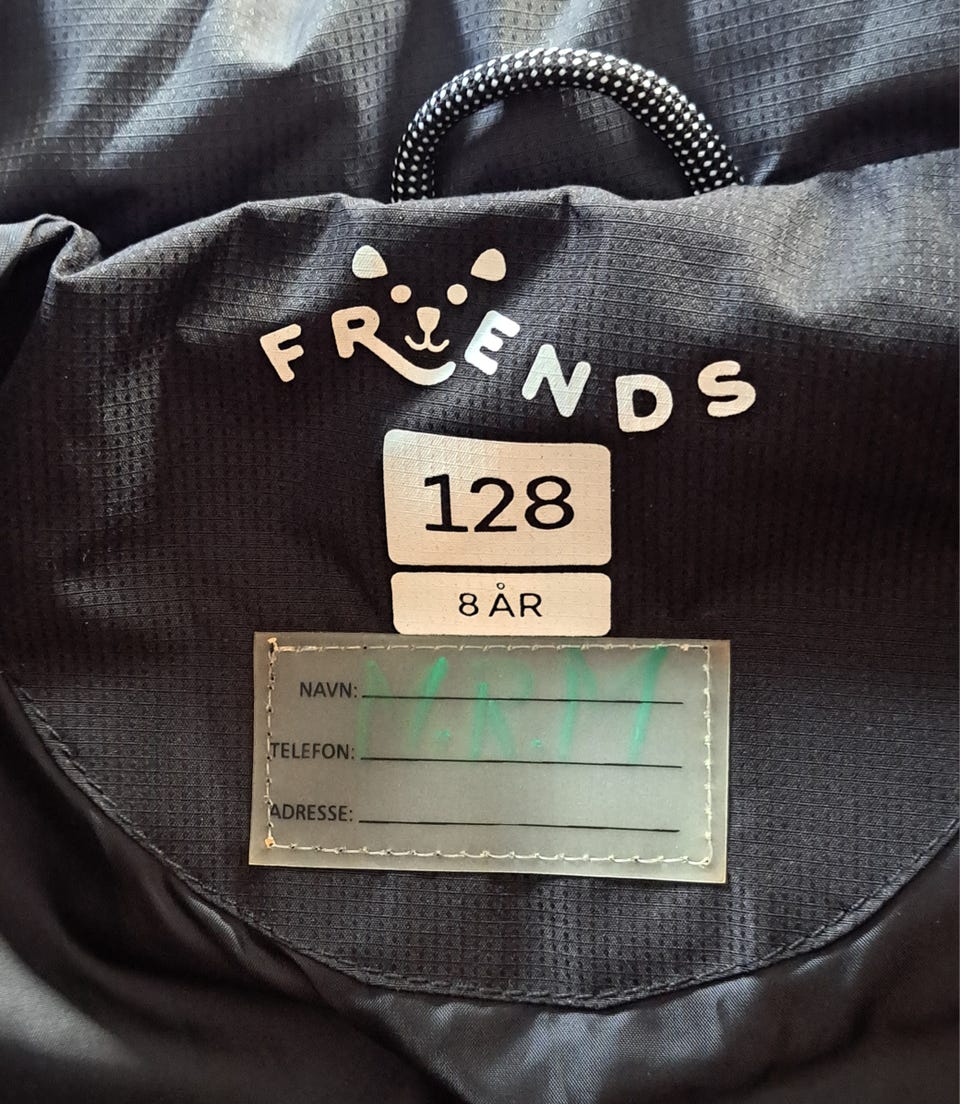 FRIENDS
128
8 ÅR
NAVN:
M.R.M
TELEFON:
ADRESSE: